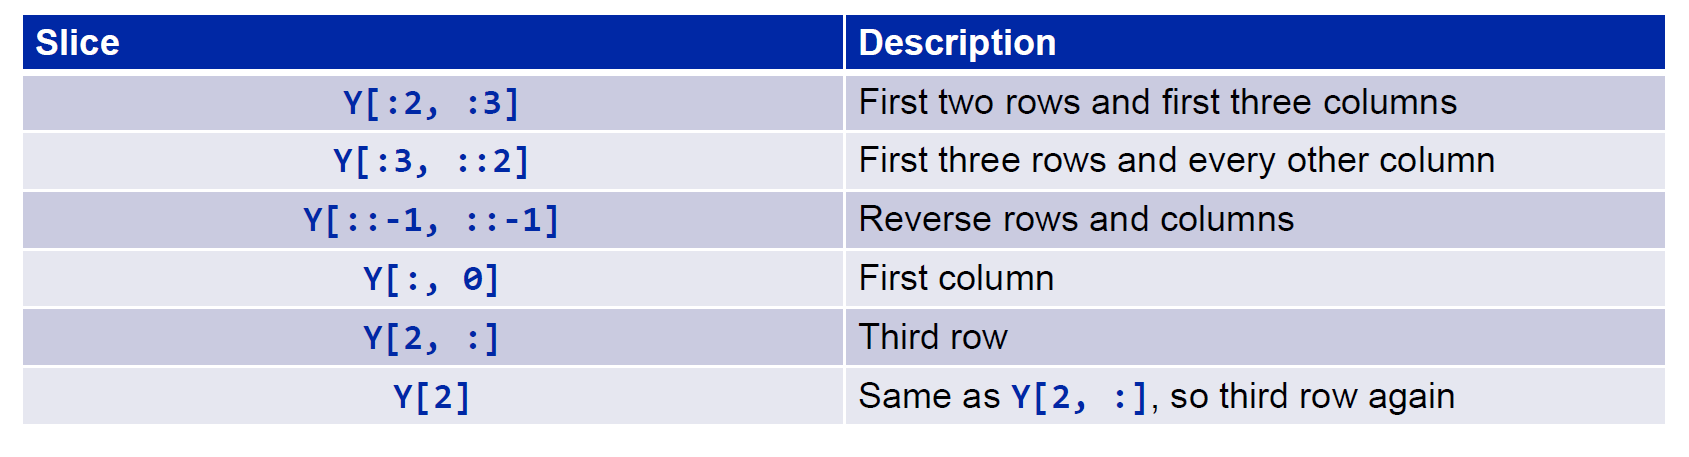 Slice Description
Y[:2, :3] First two rows and first three columns
Y[:3, ::2] First three rows and every other column
Y[::-1, ::-1] Reverse rows and columns
Y[:, 0] First column
Y[2, :] Third row
Y[2] Same as Y[2, :], so third row again